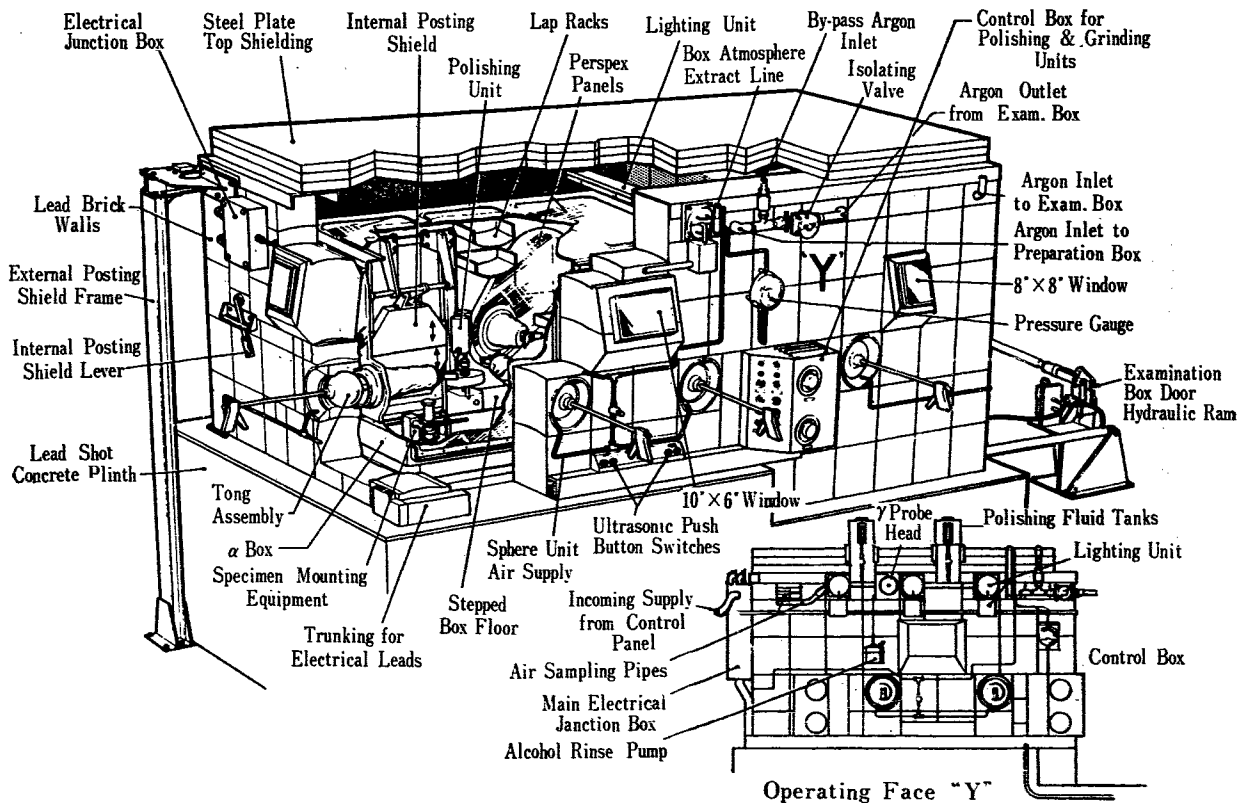 Electrical
Junction Box
Steel Plate
Top Shielding
Internal Posting
Shield
Polishing
Unit
Lap Racks
Perspex
Panels
Lighting Unit
Box Atmosphere
Extract Line
By-pass Argon
Inlet
Isolating
Valve
Control Box for
Polishing & Grinding
Units
Argon Outlet
from Exam. Box
Argon Inlet
to Exam. Box
Argon Inlet to
Preparation Box
8"×8" Window
Pressure Gauge
"Y"
Lead Brick
Walls
External Posting
Shield Frame
Internal Posting
Shield Lever
Lead Shot
Concrete Plinth
Examination
Box Door
Hydraulic Ram
Tong
Assembly
α Box
Specimen Mounting
Equipment
Trunking for
Electrical Leads
Stepped
Box Floor
Sphere Unit
Air Supply
Ultrasonic Push
Button Switches
10"×6" Window
γ Probe
Head
Polishing Fluid Tanks
Lighting Unit
Incoming Supply
from Control
Panel
Air Sampling Pipes
Main Electrical
Janction Box
Alcohol Rinse Pump
Control Box
Operating Face "Y"